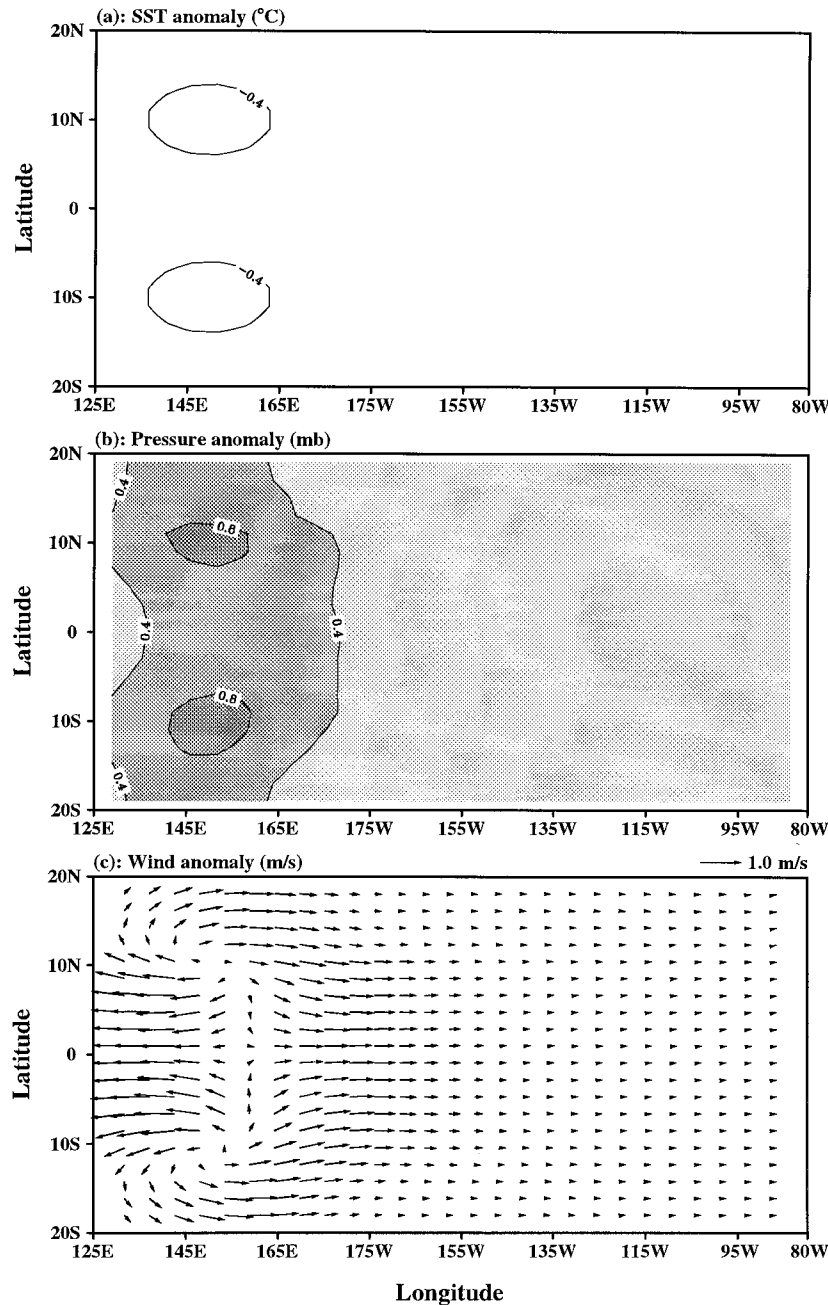 (a): SST anomaly (°C)
20N
10N
0
10S
20S
Latitude
-0.4
-0.4
125E 145E 165E 175W 155W 135W 115W 95W 80W
(b): Pressure anomaly (mb)
20N
10N
0
10S
20S
Latitude
0.4
0.8
0.4
0.4
0.8
0.4
125E 145E 165E 175W 155W 135W 115W 95W 80W
(c): Wind anomaly (m/s)
1.0 m/s
20N
10N
0
10S
20S
Latitude
125E 145E 165E 175W 155W 135W 115W 95W 80W
Longitude